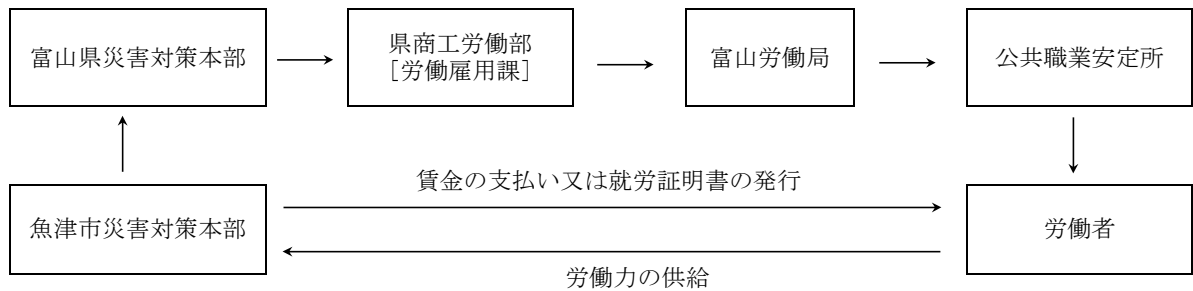 富山県災害対策本部
県商工労働部
[労働雇用課]
富山労働局
公共職業安定所
賃金の支払い又は就労証明書の発行
魚津市災害対策本部
労働者
労働力の供給